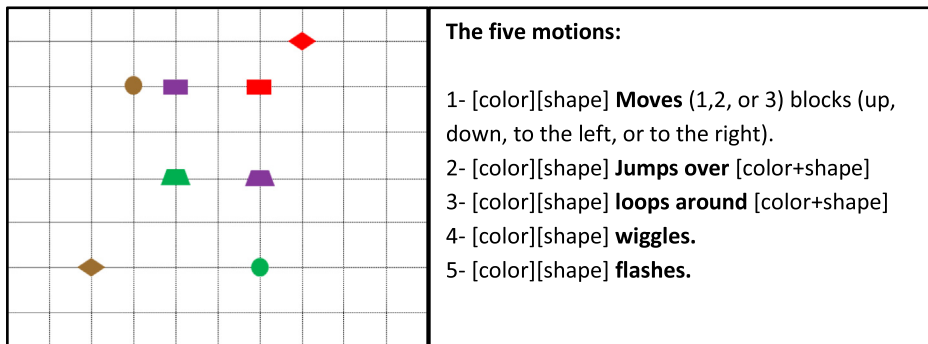 The five motions:
1- [color][shape] Moves (1,2, or 3) blocks (up,
down, to the left, or to the right).
2- [color][shape] Jumps over [color+shape]
3- [color][shape] loops around [color+shape]
4- [color][shape] wiggles.
5- [color][shape] flashes.